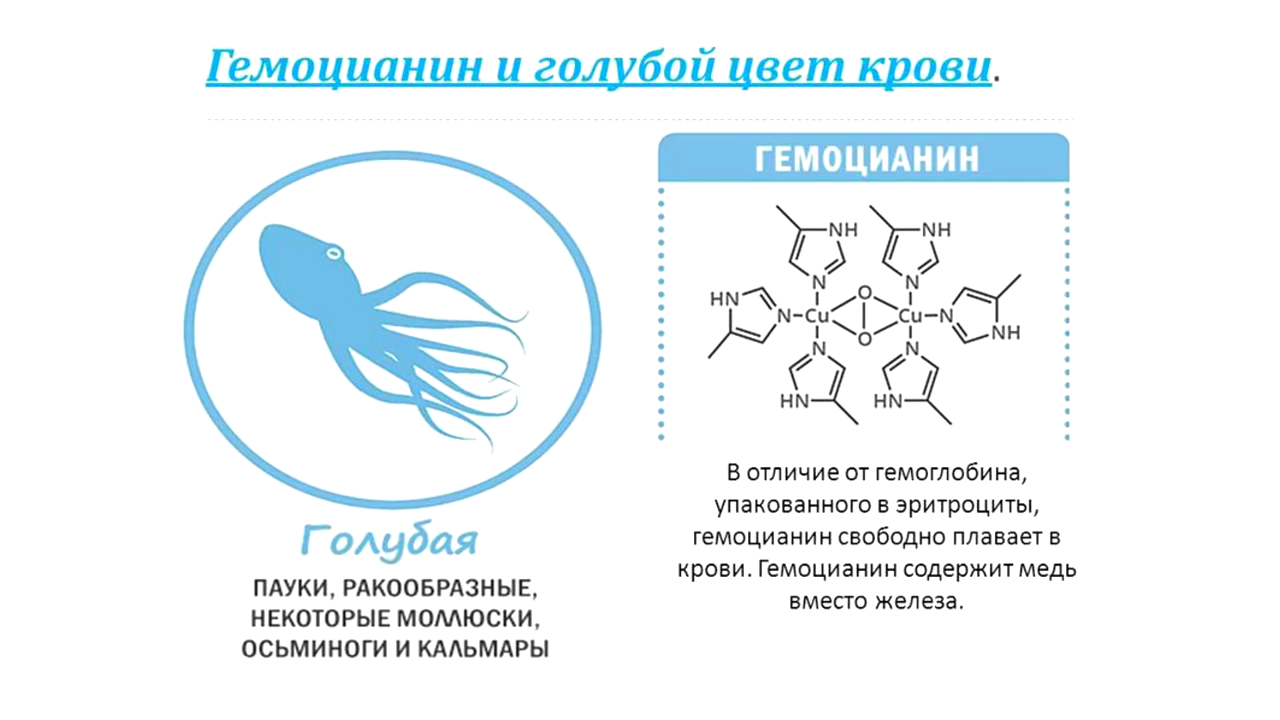 Гемоцианин и голубой цвет крови.
ГЕМОЦИАНИН
NH
NH
N
N
HN
N
Cu
O
O
Cu
N
NH
N
N
HN
HN
В отличие от гемоглобина,
упакованного в эритроциты,
гемоцианин свободно плавает в
крови. Гемоцианин содержит медь
вместо железа.
Голубая
ПАУКИ, РАКООБРАЗНЫЕ,
НЕКОТОРЫЕ МОЛЛЮСКИ,
ОСЬМИНОГИ И КАЛЬМАРЫ